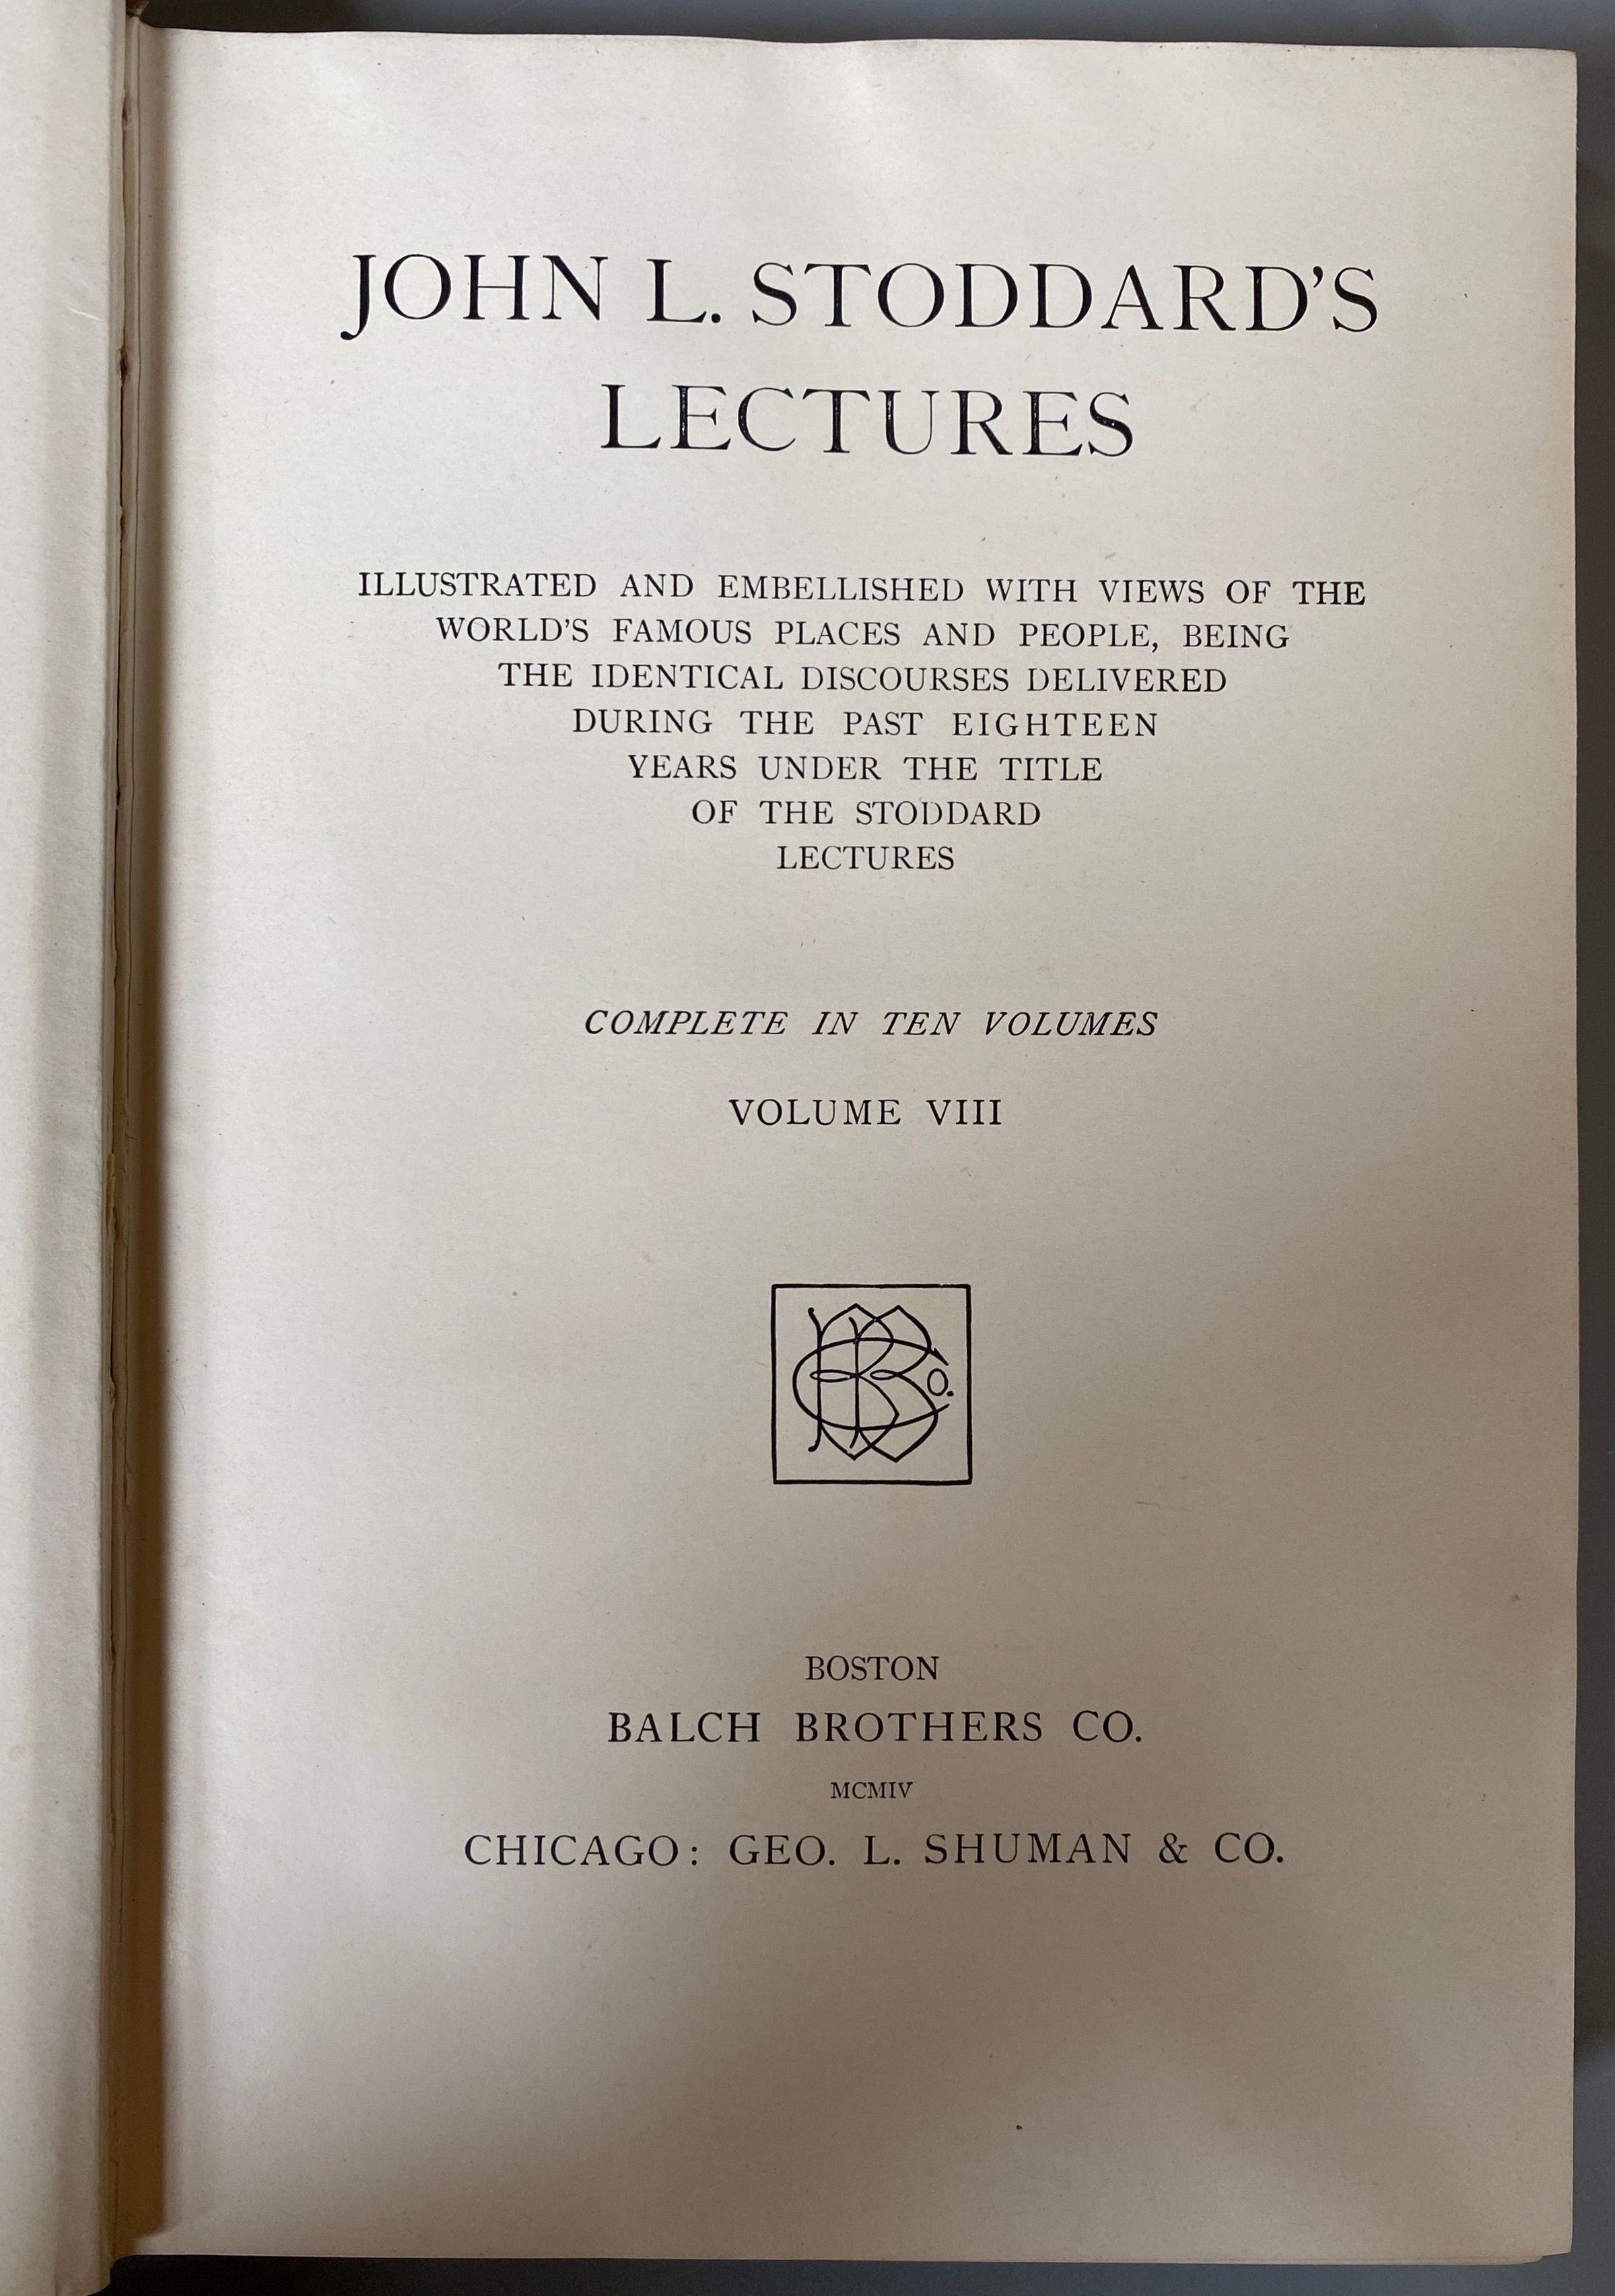 JOHN L. STODDARD'S
LECTURES
ILLUSTRATED AND EMBELLISHED WITH VIEWS OF THE
WORLD'S FAMOUS PLACES AND PEOPLE, BEING
THE IDENTICAL DISCOURSES DELIVERED
DURING THE PAST EIGHTEEN
YEARS UNDER THE TITLE
OF THE STODDARD
LECTURES
COMPLETE IN TEN VOLUMES
VOLUME VIII
BBCo.
BOSTON
BALCH BROTHERS CO.
MCMIV
CHICAGO: GEO. L. SHUMAN & CO.